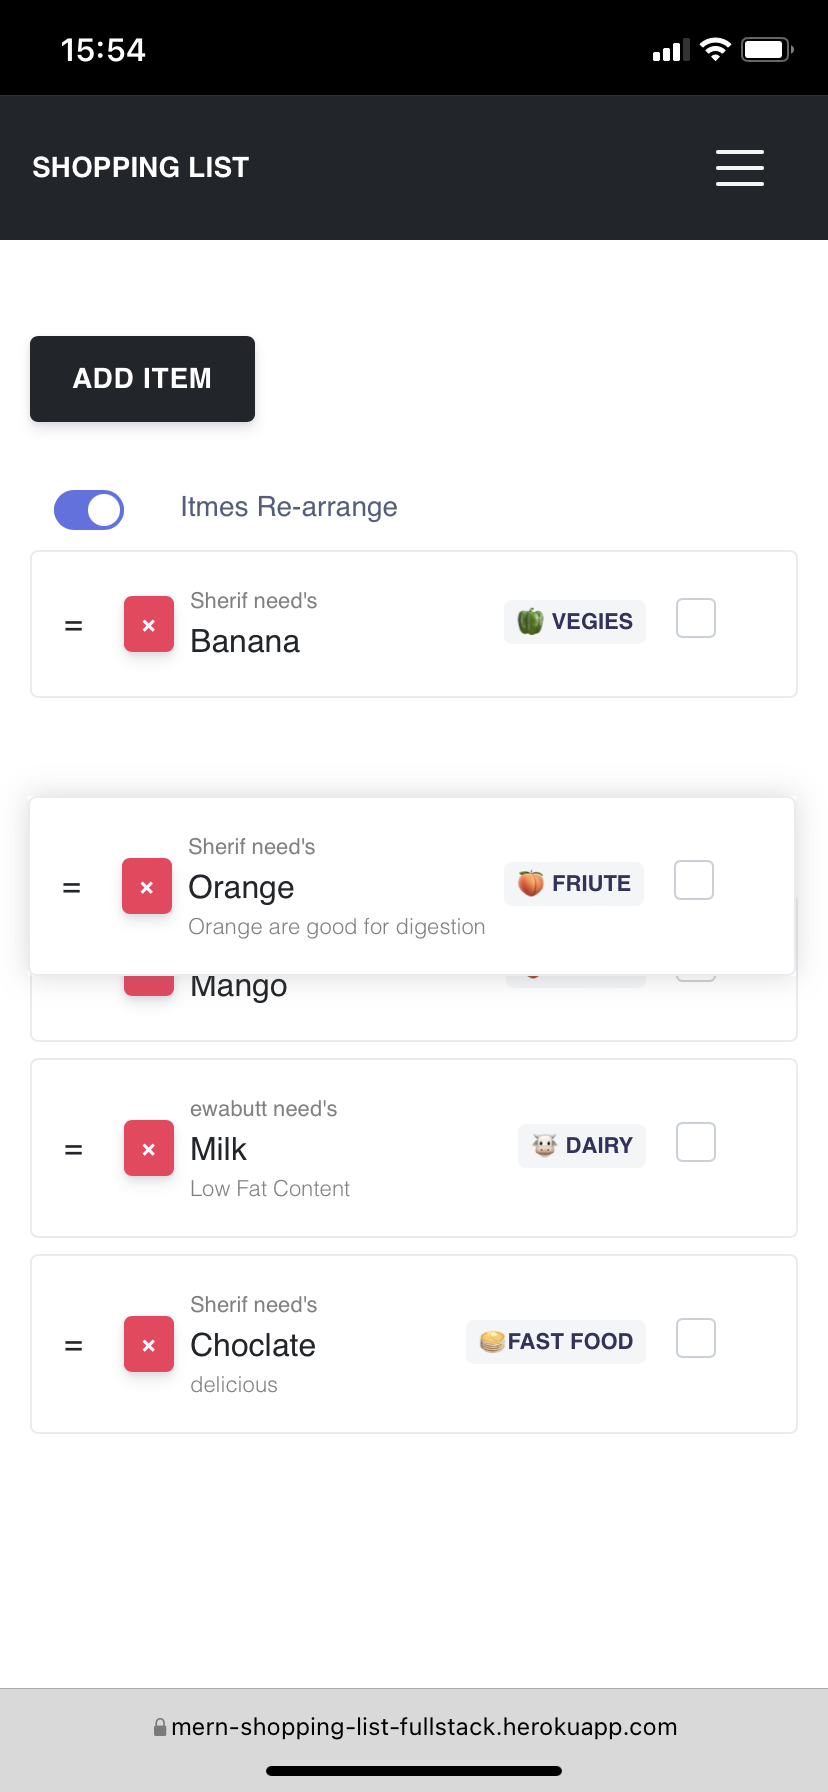 15:54
SHOPPING LIST
ADD ITEM
Itmes Re-arrange
= × Sherif need's
Banana
VEGIES
= × Sherif need's
Orange
Orange are good for digestion
FRIUTE
Mango
= × ewabutt need's
Milk
Low Fat Content
DAIRY
= × Sherif need's
Choclate
delicious
FAST FOOD
mern-shopping-list-fullstack.herokuapp.com